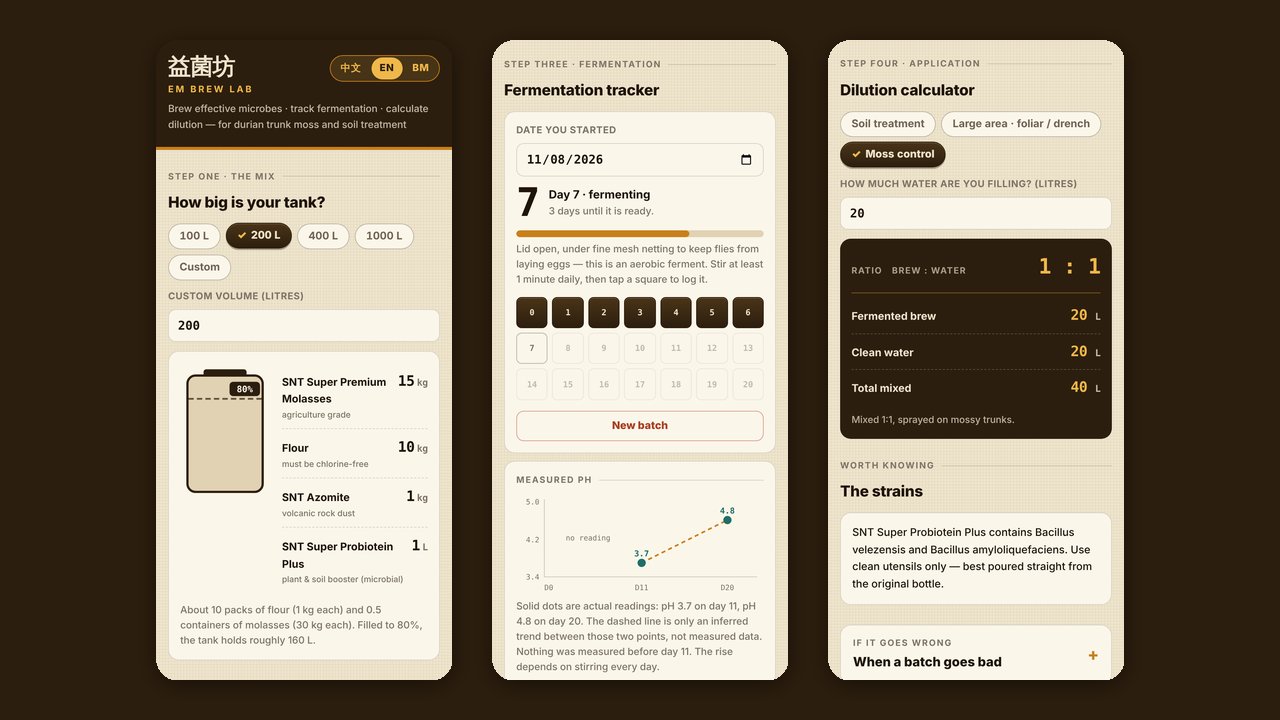 益菌坊
中文 EN BM
EM BREW LAB
Brew effective microbes · track fermentation · calculate
dilution — for durian trunk moss and soil treatment
STEP ONE · THE MIX
How big is your tank?
100 L
✓ 200 L
400 L
1000 L
Custom
CUSTOM VOLUME (LITRES)
200
80%
SNT Super Premium 15 kg
Molasses
agriculture grade
Flour 10 kg
must be chlorine-free
SNT Azomite 1 kg
volcanic rock dust
SNT Super Probiotein 1 L
Plus
plant & soil booster (microbial)
About 10 packs of flour (1 kg each) and 0.5
containers of molasses (30 kg each). Filled to 80%,
the tank holds roughly 160 L.
STEP THREE · FERMENTATION
Fermentation tracker
DATE YOU STARTED
11/08/2026
7 Day 7 · fermenting
3 days until it is ready.
Lid open, under fine mesh netting to keep flies from
laying eggs — this is an aerobic ferment. Stir at least
1 minute daily, then tap a square to log it.
0 1 2 3 4 5 6
7 8 9 10 11 12 13
14 15 16 17 18 19 20
New batch
MEASURED PH
5.0
4.8
4.2
no reading
3.7
3.4
D0 D11 D20
Solid dots are actual readings: pH 3.7 on day 11, pH
4.8 on day 20. The dashed line is only an inferred
trend between those two points, not measured data.
Nothing was measured before day 11. The rise
depends on stirring every day.
STEP FOUR · APPLICATION
Dilution calculator
Soil treatment
Large area · foliar / drench
✓ Moss control
HOW MUCH WATER ARE YOU FILLING? (LITRES)
20
RATIO BREW : WATER 1 : 1
Fermented brew 20 L
Clean water 20 L
Total mixed 40 L
Mixed 1:1, sprayed on mossy trunks.
WORTH KNOWING
The strains
SNT Super Probiotein Plus contains Bacillus
velezensis and Bacillus amyloliquefaciens. Use
clean utensils only — best poured straight from
the original bottle.
IF IT GOES WRONG
When a batch goes bad +